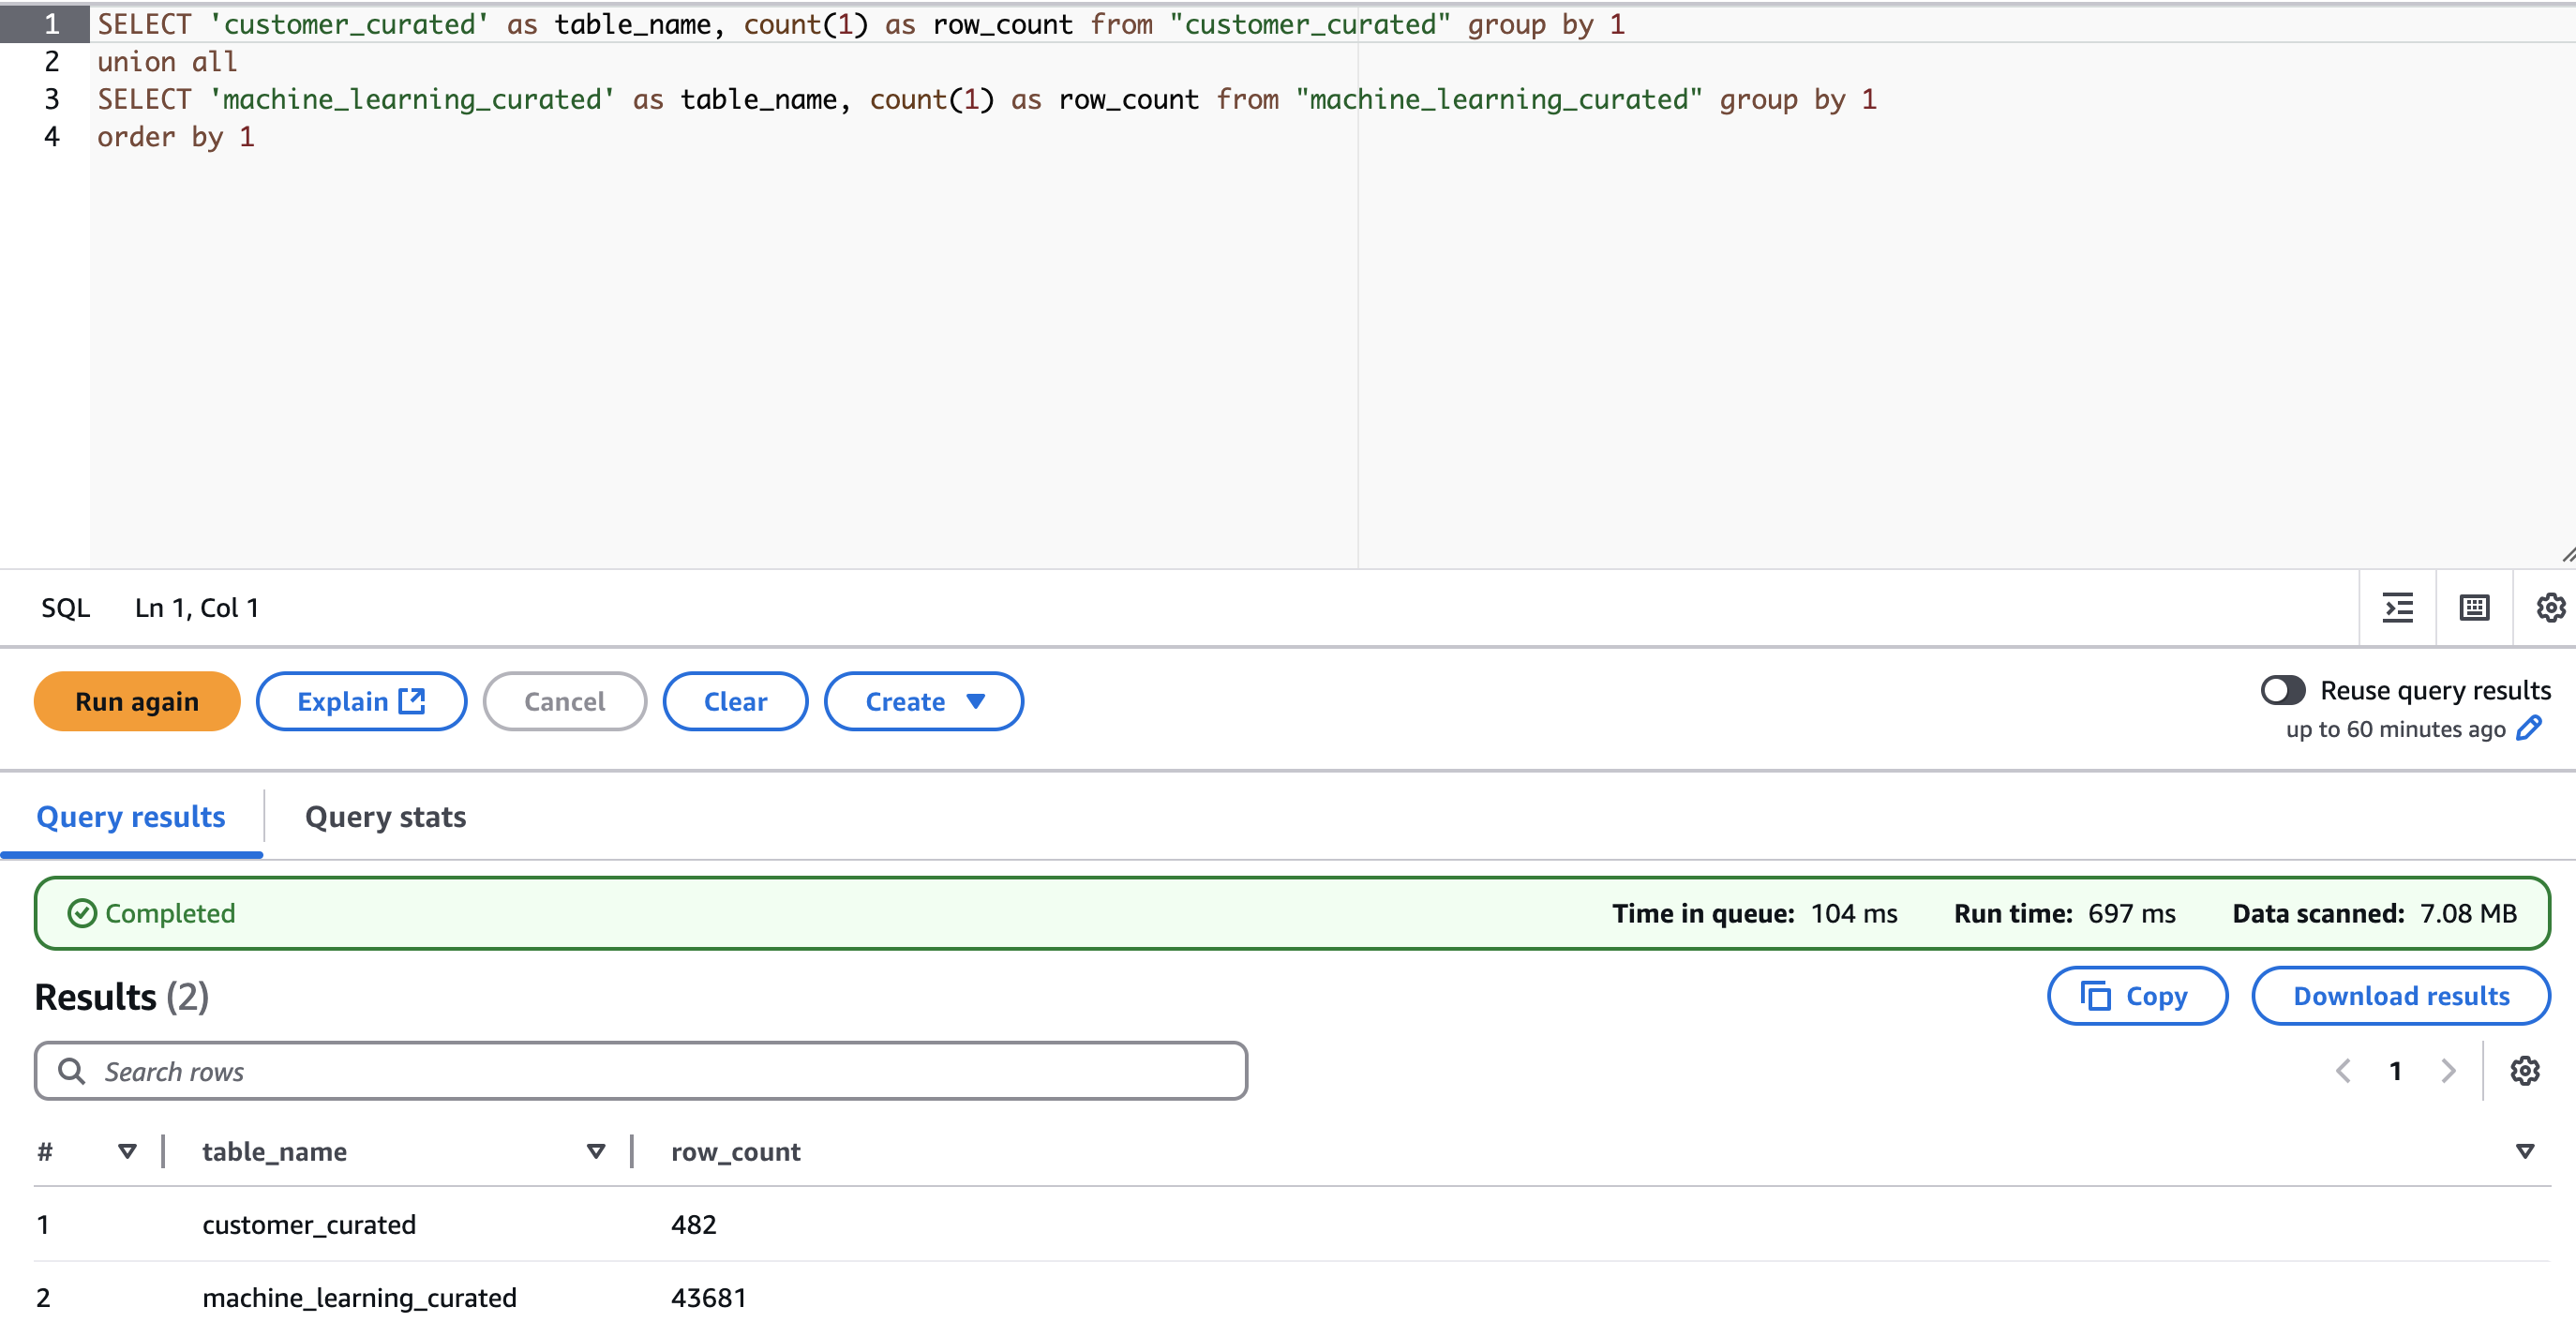 1 SELECT 'customer_curated' as table_name, count(1) as row_count from "customer_curated" group by 1
2 union all
3 SELECT 'machine_learning_curated' as table_name, count(1) as row_count from "machine_learning_curated" group by 1
4 order by 1
SQL Ln 1, Col 1
Run again Explain Cancel Clear Create Reuse query results
up to 60 minutes ago
Query results Query stats
Completed Time in queue: 104 ms Run time: 697 ms Data scanned: 7.08 MB
Results (2) Copy Download results
Search rows 1
# table_name row_count
1 customer_curated 482
2 machine_learning_curated 43681